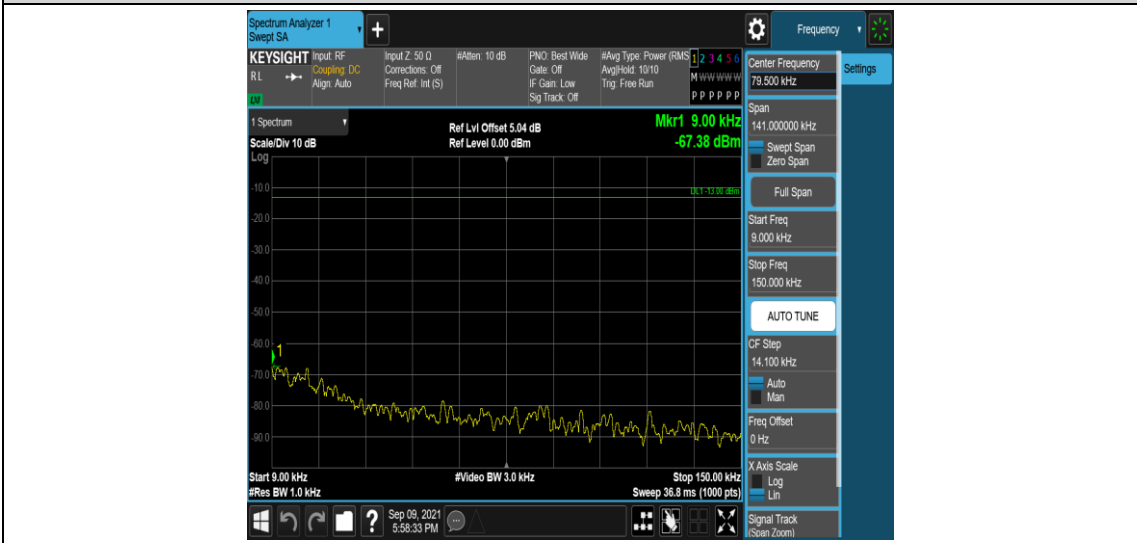 Spectrum Analyzer 1
Swept SA
+
Frequency
KEYSIGHT
R L
LXI
Input: RF
Coupling: DC
Align: Auto
Input Z: 50 Ω
Corrections: Off
Freq Ref: Int (S)
#Atten: 10 dB
PNO: Best Wide
Gate: Off
IF Gain: Low
Sig Track: Off
#Avg Type: Power (RMS
Avg|Hold: 10/10
Trig: Free Run
1 2 3 4 5 6
M W W W W W
P P P P P P
Center Frequency
79.500 kHz
Settings
Span
141.000000 kHz
Swept Span
Zero Span
Full Span
Start Freq
9.000 kHz
Stop Freq
150.000 kHz
AUTO TUNE
CF Step
14.100 kHz
Auto
Man
Freq Offset
0 Hz
X Axis Scale
Log
Lin
Signal Track
(Span Zoom)
1 Spectrum
Scale/Div 10 dB
Ref Lvl Offset 5.04 dB
Ref Level 0.00 dBm
Mkr1 9.00 kHz
-67.38 dBm
Log
-10.0
DL1 -13.00 dBm
-20.0
-30.0
-40.0
-50.0
-60.0
1
-70.0
-80.0
-90.0
Start 9.00 kHz
#Video BW 3.0 kHz
Stop 150.00 kHz
#Res BW 1.0 kHz
Sweep 36.8 ms (1000 pts)
?
Sep 09, 2021
5:58:33 PM